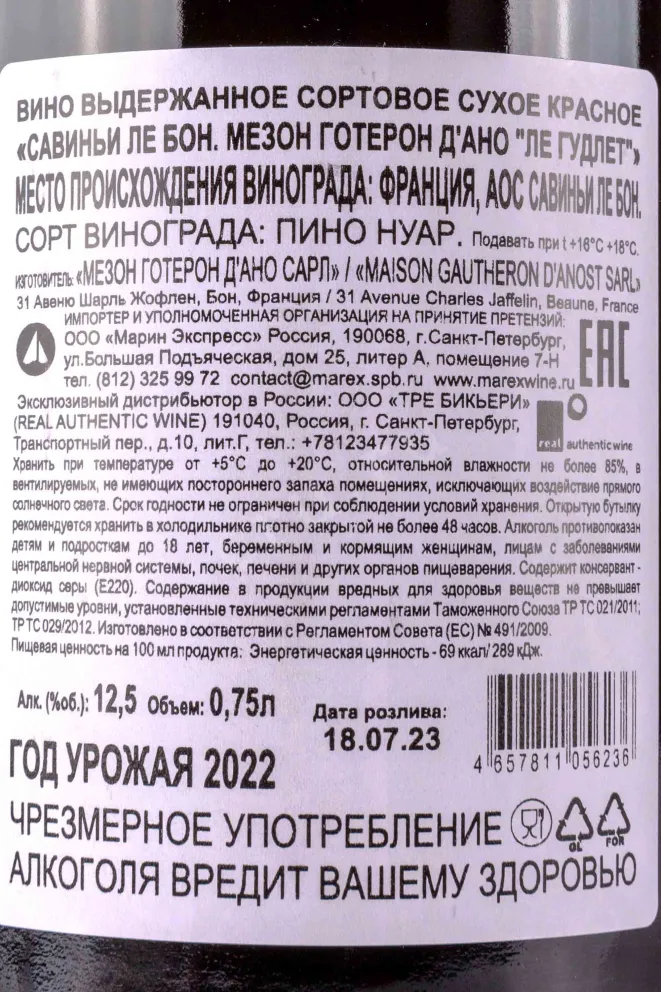 ВИНО ВЫДЕРЖАННОЕ СОРТОВОЕ СУХОЕ КРАСНОЕ
«САВИНЬИ ЛЕ БОН. МЕЗОН ГОТЕРОН Д'АНО "ЛЕ ГУДЛЕТ"»
МЕСТО ПРОИСХОЖДЕНИЯ ВИНОГРАДА: ФРАНЦИЯ, АОС САВИНЬИ ЛЕ БОН.
СОРТ ВИНОГРАДА: ПИНО НУАР. Подавать при t +16°C +18°C.
ИЗГОТОВИТЕЛЬ: «МЕЗОН ГОТЕРОН Д'АНО САРЛ» / «MAISON GAUTHERON D'ANOST SARL»
31 Авеню Шарль Жофлен, Бон, Франция / 31 Avenue Charles Jaffelin, Beaune, France
ИМПОРТЕР И УПОЛНОМОЧЕННАЯ ОРГАНИЗАЦИЯ НА ПРИНЯТИЕ ПРЕТЕНЗИЙ:
ООО «Марин Экспресс» Россия, 190068, г.Санкт-Петербург,
ул.Большая Подъяческая, дом 25, литер А, помещение 7-Н
тел. (812) 325 99 72 contact@marex.spb.ru www.marexwine.ru
EAC
Эксклюзивный дистрибьютор в России: ООО «ТРЕ БИКЬЕРИ»
(REAL AUTHENTIC WINE) 191040, Россия, г. Санкт-Петербург,
Транспортный пер., д.10, лит.Г, тел.: +78123477935
real authentic wine
Хранить при температуре от +5°C до +20°C, относительной влажности не более 85%, в
вентилируемых, не имеющих постороннего запаха помещениях, исключающих воздействие прямого
солнечного света. Срок годности не ограничен при соблюдении условий хранения. Открытую бутылку
рекомендуется хранить в холодильнике плотно закрытой не более 48 часов. Алкоголь противопоказан
детям и подросткам до 18 лет, беременным и кормящим женщинам, лицам с заболеваниями
центральной нервной системы, почек, печени и других органов пищеварения. Содержит консервант-
диоксид серы (Е220). Содержание в продукции вредных для здоровья веществ не превышает
допустимые уровни, установленные техническими регламентами Таможенного Союза ТР ТС 021/2011;
ТР ТС 029/2012. Изготовлено в соответствии с Регламентом Совета (ЕС) № 491/2009.
Пищевая ценность на 100 мл продукта: Энергетическая ценность - 69 ккал/ 289 кДж.
Алк. (%об.): 12,5 Объем: 0,75л
Дата розлива:
18.07.23
4 657811 056236
ГОД УРОЖАЯ 2022
ЧРЕЗМЕРНОЕ УПОТРЕБЛЕНИЕ
GL FOR
АЛКОГОЛЯ ВРЕДИТ ВАШЕМУ ЗДОРОВЬЮ